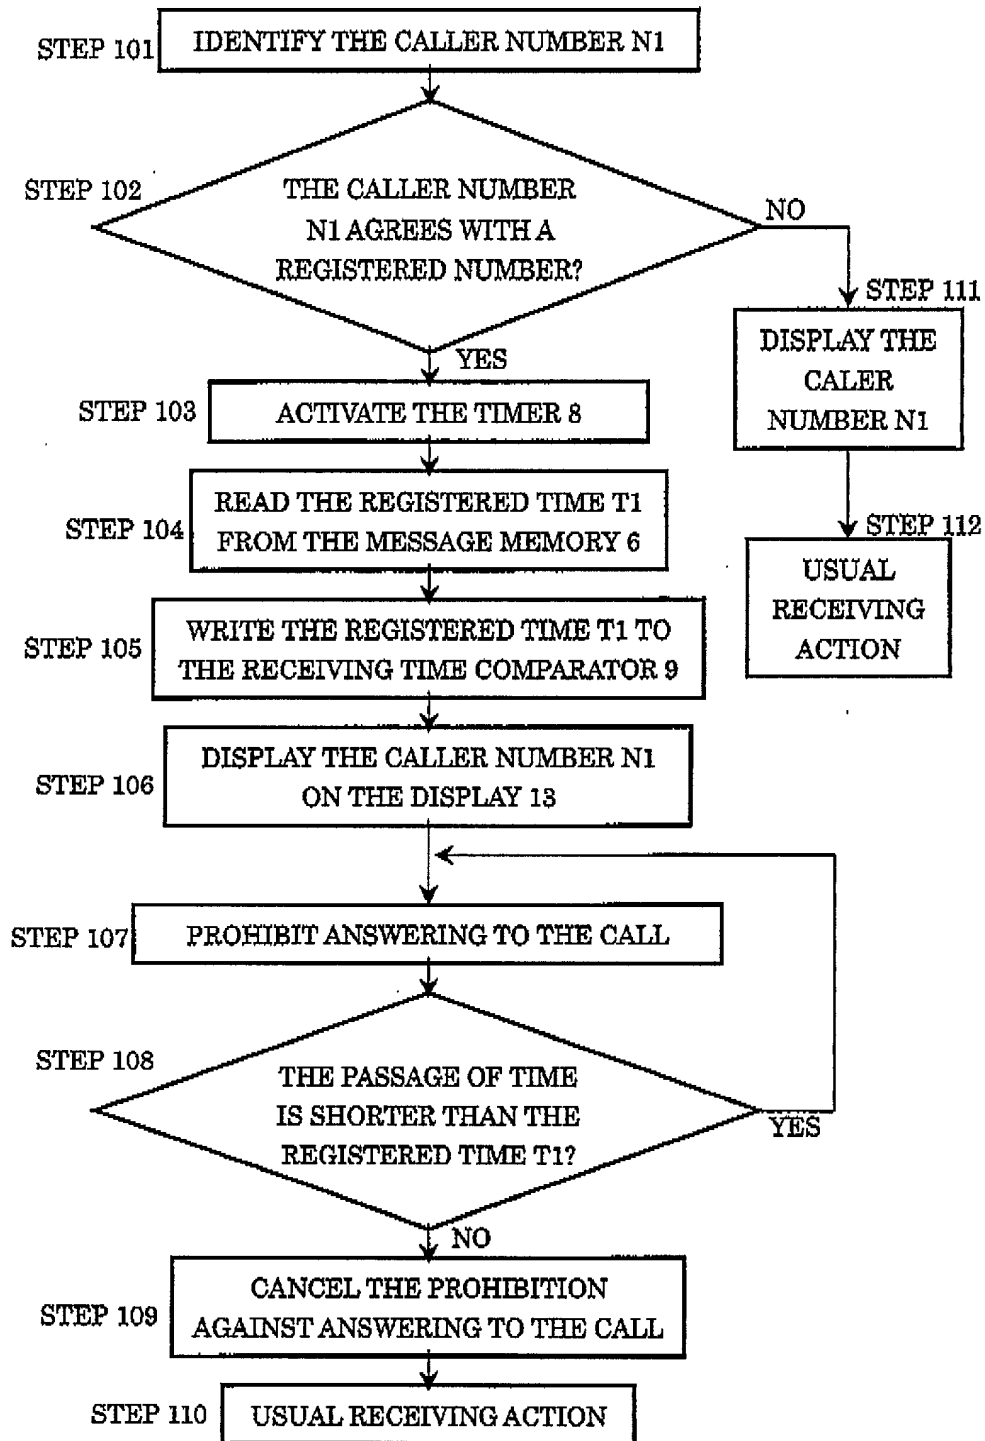 STEP 101
IDENTIFY THE CALLER NUMBER N1
STEP 102
THE CALLER NUMBER
N1 AGREES WITH A
REGISTERED NUMBER?
NO
YES
STEP 111
DISPLAY THE
CALER
NUMBER N1
STEP 112
USUAL
RECEIVING
ACTION
STEP 103
ACTIVATE THE TIMER 8
STEP 104
READ THE REGISTERED TIME T1
FROM THE MESSAGE MEMORY 6
STEP 105
WRITE THE REGISTERED TIME T1 TO
THE RECEIVING TIME COMPARATOR 9
STEP 106
DISPLAY THE CALLER NUMBER N1
ON THE DISPLAY 13
STEP 107
PROHIBIT ANSWERING TO THE CALL
STEP 108
THE PASSAGE OF TIME
IS SHORTER THAN THE
REGISTERED TIME T1?
YES
NO
STEP 109
CANCEL THE PROHIBITION
AGAINST ANSWERING TO THE CALL
STEP 110
USUAL RECEIVING ACTION